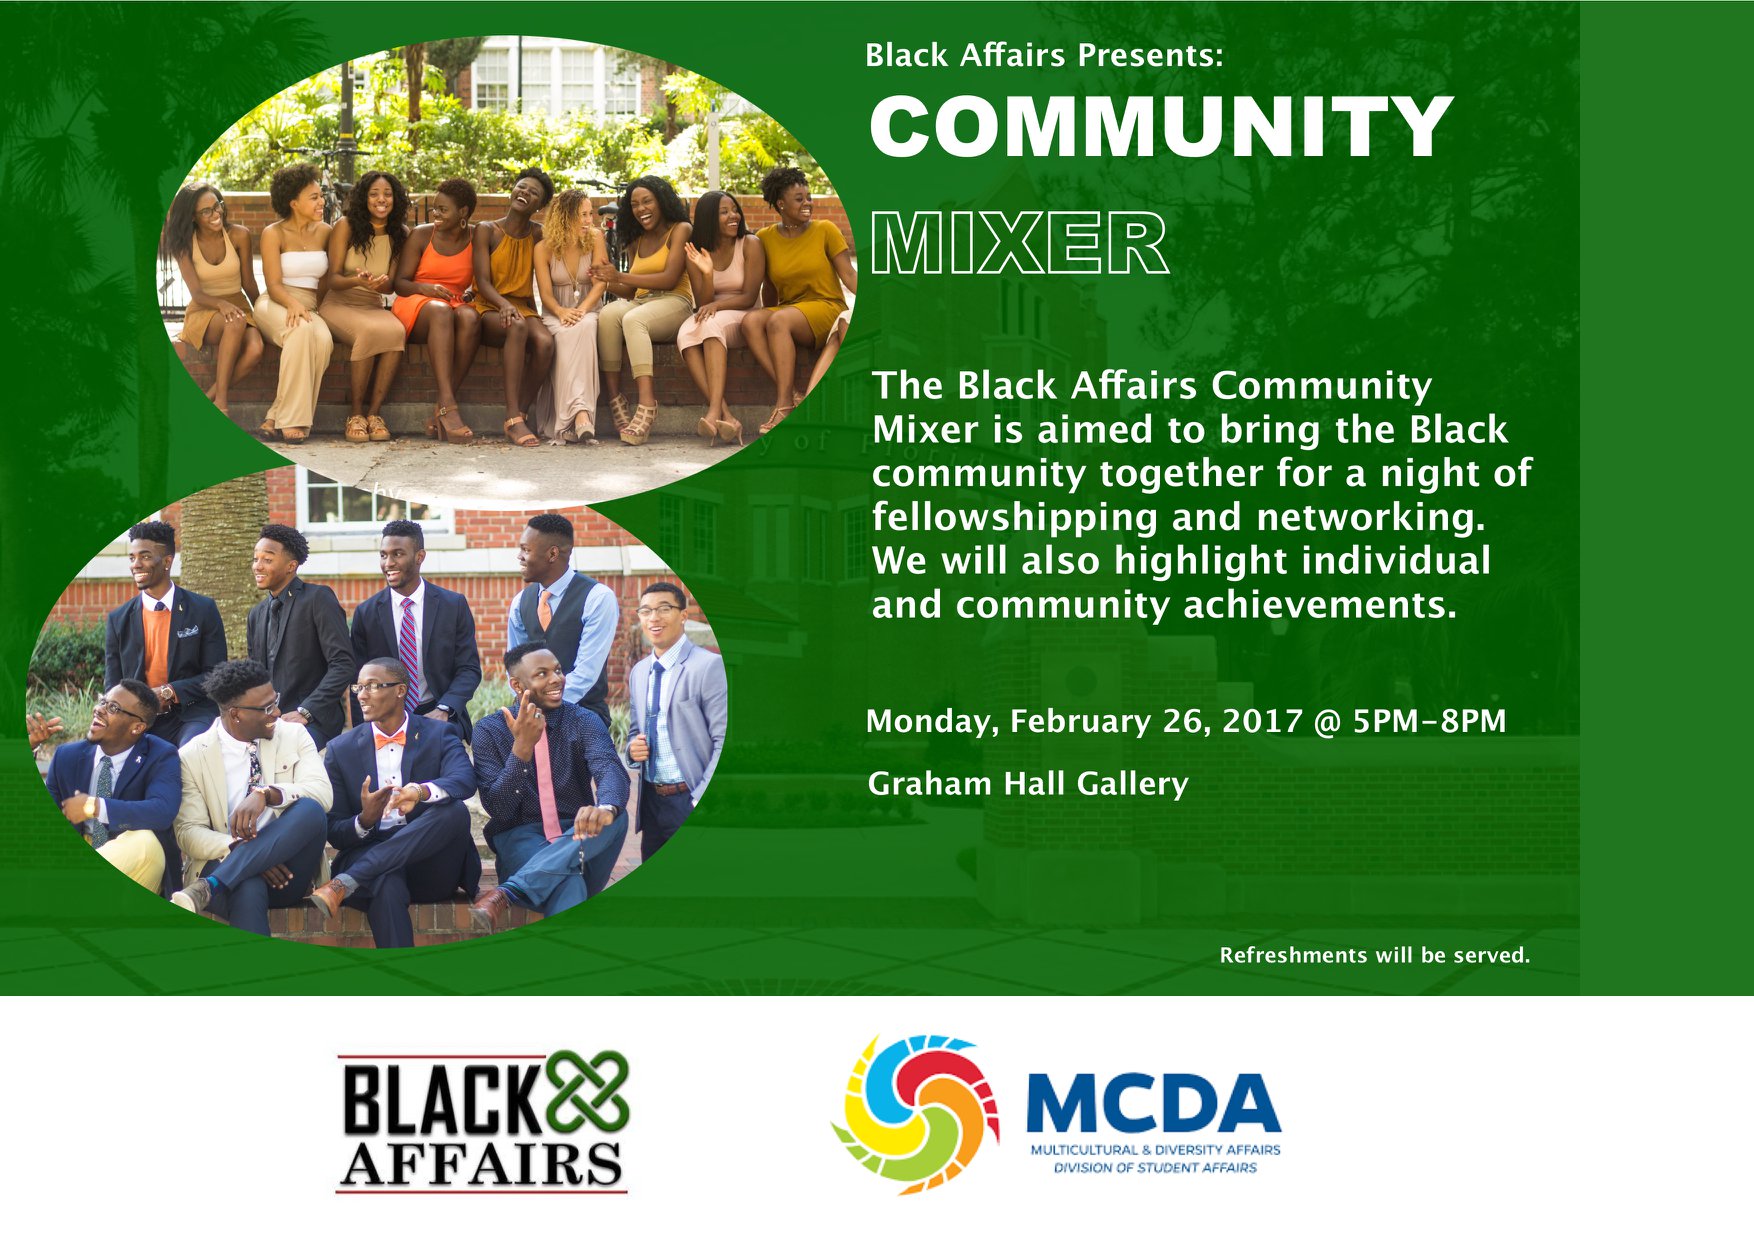 Black Affairs Presents:
COMMUNITY
MIXER
The Black Affairs Community
Mixer is aimed to bring the Black
community together for a night of
fellowshipping and networking.
We will also highlight individual
and community achievements.
Monday, February 26, 2017 @ 5PM-8PM
Graham Hall Gallery
Refreshments will be served.
BLACK
AFFAIRS
MCDA
MULTICULTURAL & DIVERSITY AFFAIRS
DIVISION OF STUDENT AFFAIRS